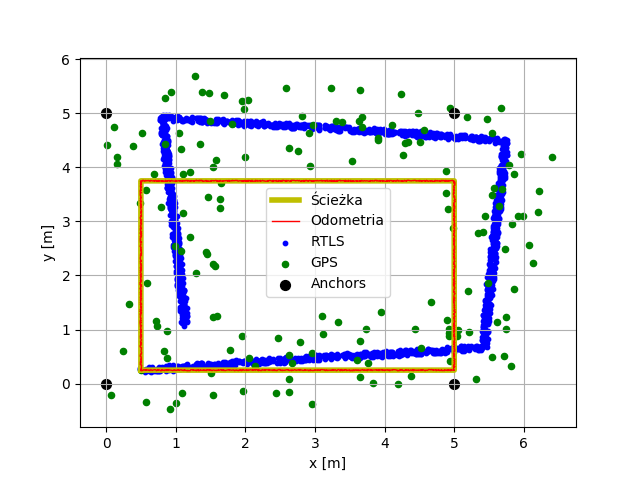 6
5
4
3
2
1
0
y [m]
Ścieżka
Odometria
RTLS
GPS
Anchors
0 1 2 3 4 5 6
x [m]